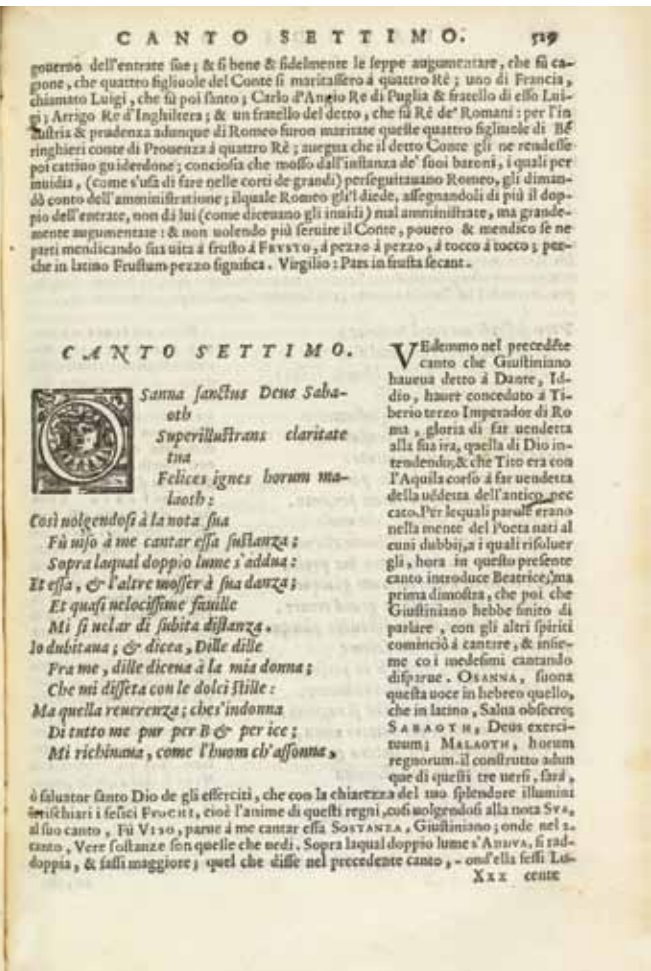 CANTO SETTIMO. 529
gouerno dell'entrate sue; & si bene & fidelmente le seppe augumentare, che fù ca-
gione, che quattro figliuole del Conte si maritassero á quattro Rè; uno di Francia,
chiamato Luigi, che fù poi santo; Carlo d'Angio Re di Puglia & fratello di esso Lui-
gi; Arrigo Re d'Inghilterra; & un fratello del detto, che fù Rè de' Romani: per l'in
dustria & prudenza adunque di Romeo furon maritate queste quattro figliuole di Be
ringhieri conte di Prouenza á quattro Rè; auegna che il detto Conte gli ne rendesse
poi cattiuo guiderdone; conciosia che mosso dall'instanza de' suoi baroni, i quali per
inuidia, (come s'usa di fare nelle corti de grandi) perseguitauano Romeo, gli diman-
dò conto dell'amministratione; ilquale Romeo gl'l diede, assegnandoli di più il dop-
pio dell'entrate, non dá lui (come diceuano gli inuidi) mal amministrate, ma grande-
mente augumentate: & non uolendo più seruire il Conte, pouero & mendico se ne
parti mendicando sua uita á frusto á FRVSTO, á pezzo á pezzo, á tocco á tocco; per-
che in latino Frustum pezzo significa. Virgilio: Pars in frusta secant.
CANTO SETTIMO.
OSanna sanctus Deus Saba-
oth
Superillustrans claritate
tua
Felices ignes horum ma-
laoth:
Così uolgendosi à la nota sua
Fù uiso à me cantar essa sustanza;
Sopra laqual doppio lume s'addua:
Et essa, & l'altre mosser à sua danza;
Et quasi uelocissime fauille
Mi si uelar di subita distanza.
Io dubitaua; & dicea, Dille dille
Fra me, dille diceua à la mia donna;
Che mi disseta con le dolci stille:
Ma quella reuerenza; che s'indonna
Di tutto me pur per B & per ice;
Mi richinaua, come l'huom ch'assonna,
VEdemmo nel precedẽte
canto che Giustiniano
haueua detto á Dante, Id-
dio, hauer conceduto á Ti-
berio terzo Imperador di Ro
ma, gloria di far uendetta
alla sua ira, quella di Dio in-
tendendo; & che Tito era con
l'Aquila corso á far uendetta
della uẽdetta dell'antico pec
cato. Per lequali parole erano
nella mente del Poeta nati al
cuni dubbij, a i quali risoluer
gli, hora in questo presente
canto introduce Beatrice; ma
prima dimostra, che poi che
Giustiniano hebbe finito di
parlare, con gli altri spiriti
cominciò á cantare, & insie-
me co i medesimi cantando
disparue. OSANNA, suona
questa uoce in hebreo quello,
che in latino, Salua obsecro;
SABAOTH, Deus exerci-
tuum; MALAOTH, horum
regnorum. il construtto adun
que di questi tre uersi, sará,
ò saluator santo Dio de gli esserciti, che con la chiarezza del tuo splendore illumini
i felici FVOCHI, cioè l'anime di questi regni, cosi uolgendosi alla nota SVA,
al suo canto, Fù VISO, parue á me cantar essa SOSTANZA, Giustiniano; onde nel 2.
canto, Vere sostanze son quelle che uedi. Sopra laqual doppio lume s'ADDVA, si rad-
doppia, & fassi maggiore; quel che disse nel precedente canto, - ond'ella fessi Lu-
Xxx cente